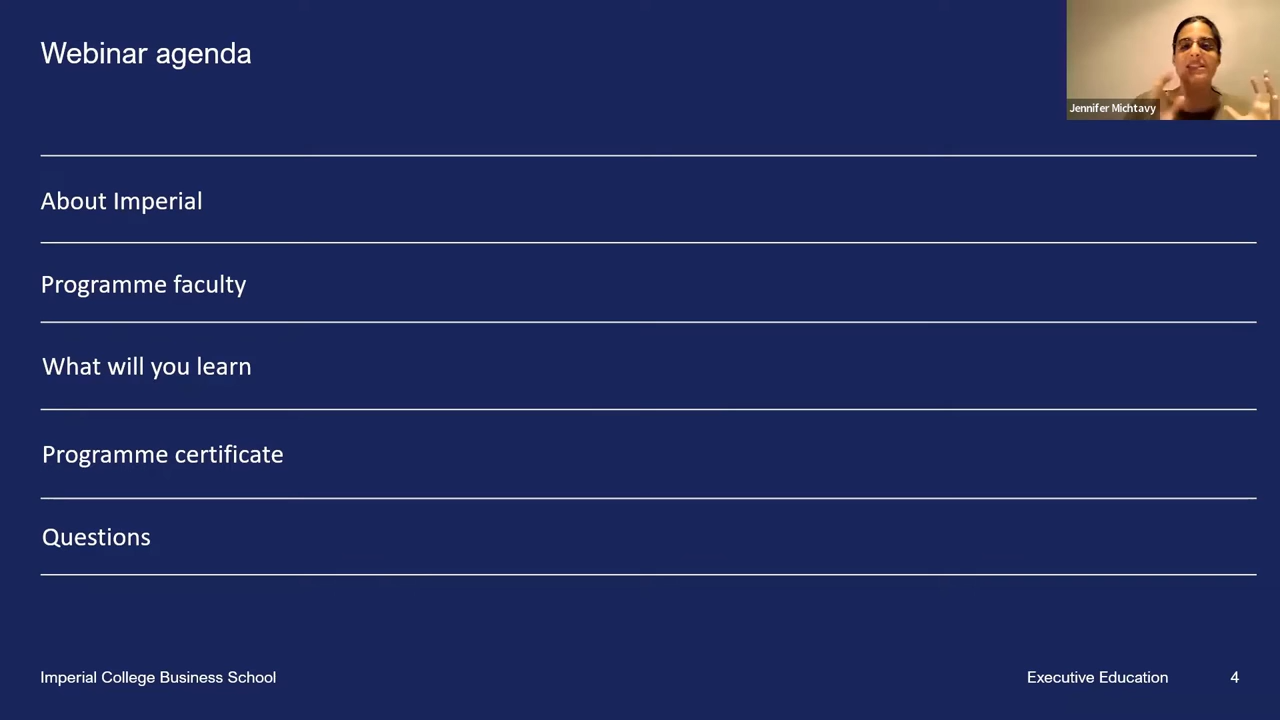 Webinar agenda
Jennifer Michtavy
About Imperial
Programme faculty
What will you learn
Programme certificate
Questions
Imperial College Business School
Executive Education
4